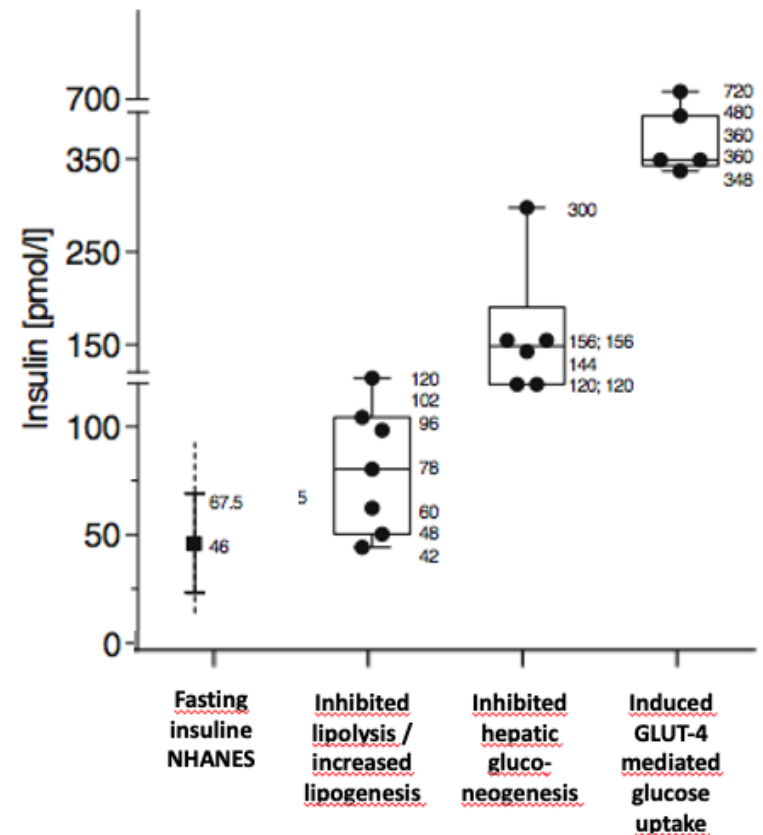 Insulin [pmol/l]
700
350
250
150
100
50
0
67.5
46
5
120
102
96
78
60
48
42
300
156; 156
144
120; 120
720
480
360
360
348
Fasting
insuline
NHANES
Inhibited
lipolysis /
increased
lipogenesis
Inhibited
hepatic
gluco-
neogenesis
Induced
GLUT-4
mediated
glucose
uptake